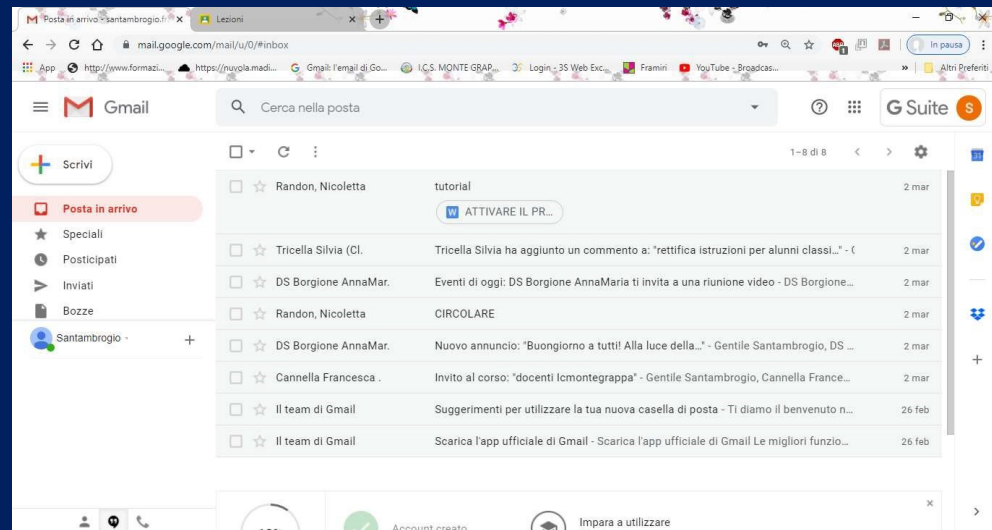 Posta in arrivo - santambrogio.f
Lezioni
mail.google.com/mail/u/0/#inbox
In pausa
App
http://www.formazi...
https://nuvola.madi...
Gmail: l'email di Go...
I.C.S. MONTE GRAP...
Login - 3S Web Exc...
Framiri
YouTube - Broadcas...
»
Altri Preferiti
Gmail
Cerca nella posta
G Suite
S
Scrivi
1–8 di 8
Posta in arrivo
Speciali
Posticipati
Inviati
Bozze
Santambrogio
Randon, Nicoletta tutorial 2 mar
W ATTIVARE IL PR...
Tricella Silvia (Cl. Tricella Silvia ha aggiunto un commento a: "rettifica istruzioni per alunni classi..." - 2 mar
DS Borgione AnnaMar. Eventi di oggi: DS Borgione AnnaMaria ti invita a una riunione video - DS Borgione... 2 mar
Randon, Nicoletta CIRCOLARE 2 mar
DS Borgione AnnaMar. Nuovo annuncio: "Buongiorno a tutti! Alla luce della..." - Gentile Santambrogio, DS ... 2 mar
Cannella Francesca . Invito al corso: "docenti Icmontegrappa" - Gentile Santambrogio, Cannella France... 2 mar
Il team di Gmail Suggerimenti per utilizzare la tua nuova casella di posta - Ti diamo il benvenuto n... 26 feb
Il team di Gmail Scarica l'app ufficiale di Gmail - Scarica l'app ufficiale di Gmail Le migliori funzio... 26 feb
Account creato
Impara a utilizzare